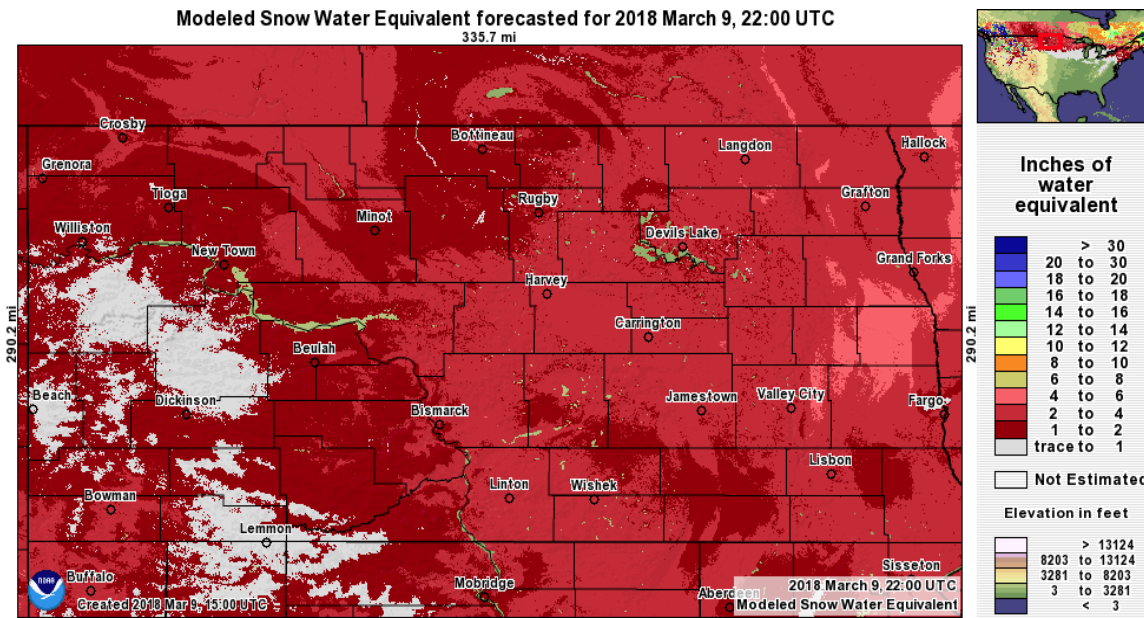 Modeled Snow Water Equivalent forecasted for 2018 March 9, 22:00 UTC
335.7 mi
290.2 mi
290.2 mi
Crosby
Bottineau
Langdon
Hallock
Grenora
Tioga
Rugby
Grafton
Minot
Williston
New Town
Devils Lake
Grand Forks
Harvey
Carrington
Beulah
Beach
Dickinson
Bismarck
Jamestown
Valley City
Fargo
Lisbon
Bowman
Linton
Wishek
Lemmon
Buffalo
Mobridge
Sisseton
Aberdeen
NOAA
Created 2018 Mar 9, 15:00 UTC
2018 March 9, 22:00 UTC
Modeled Snow Water Equivalent
Inches of
water
equivalent
> 30
20 to 30
18 to 20
16 to 18
14 to 16
12 to 14
10 to 12
8 to 10
6 to 8
4 to 6
2 to 4
1 to 2
trace to 1
Not Estimated
Elevation in feet
> 13124
8203 to 13124
3281 to 8203
3 to 3281
< 3